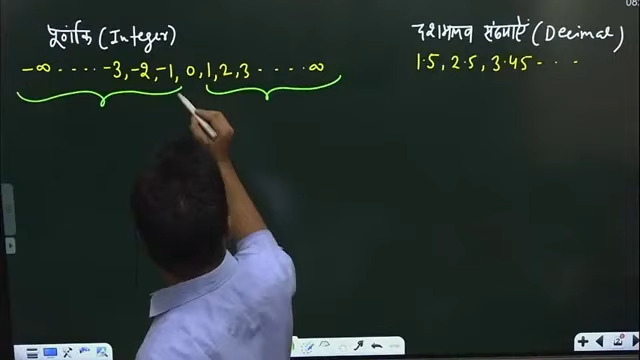 पूर्णांक (Integer)
-∞ ..... -3, -2, -1, 0, 1, 2, 3 ..... ∞
दशमलव संख्याएँ (Decimal)
1.5, 2.5, 3.45 - - -